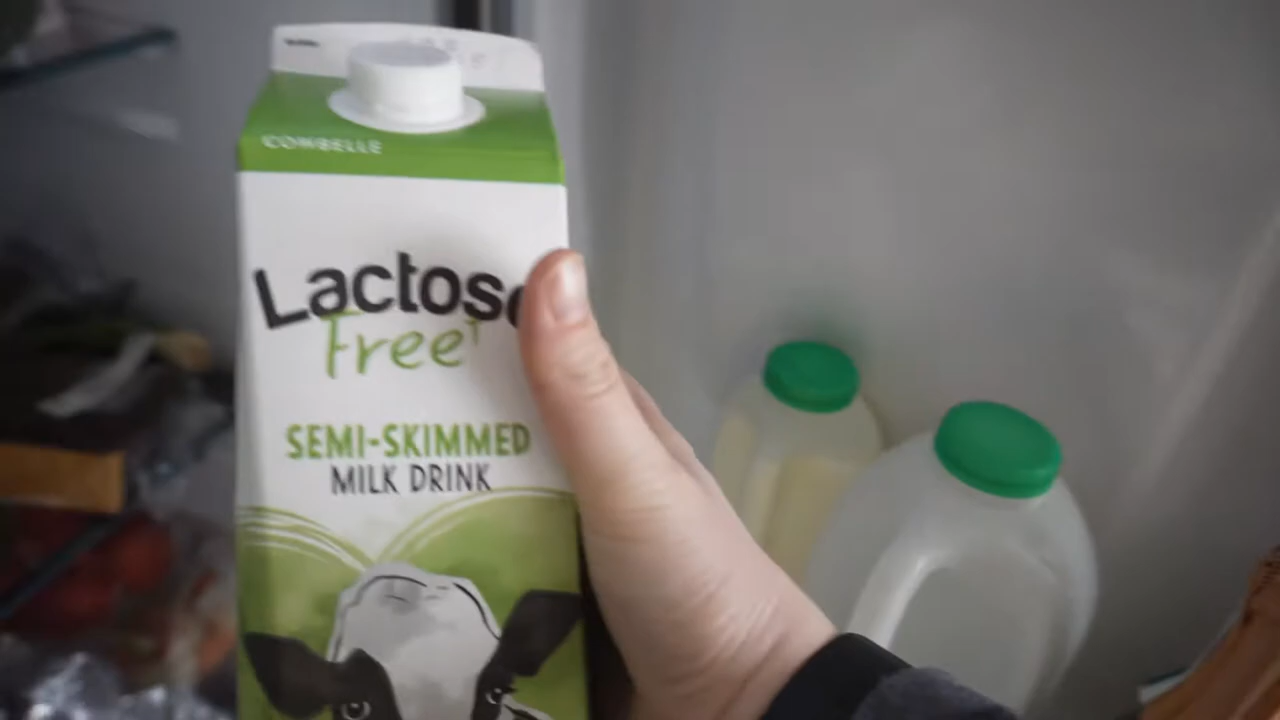 COWBELLE
Lactose
Free†
SEMI-SKIMMED
MILK DRINK